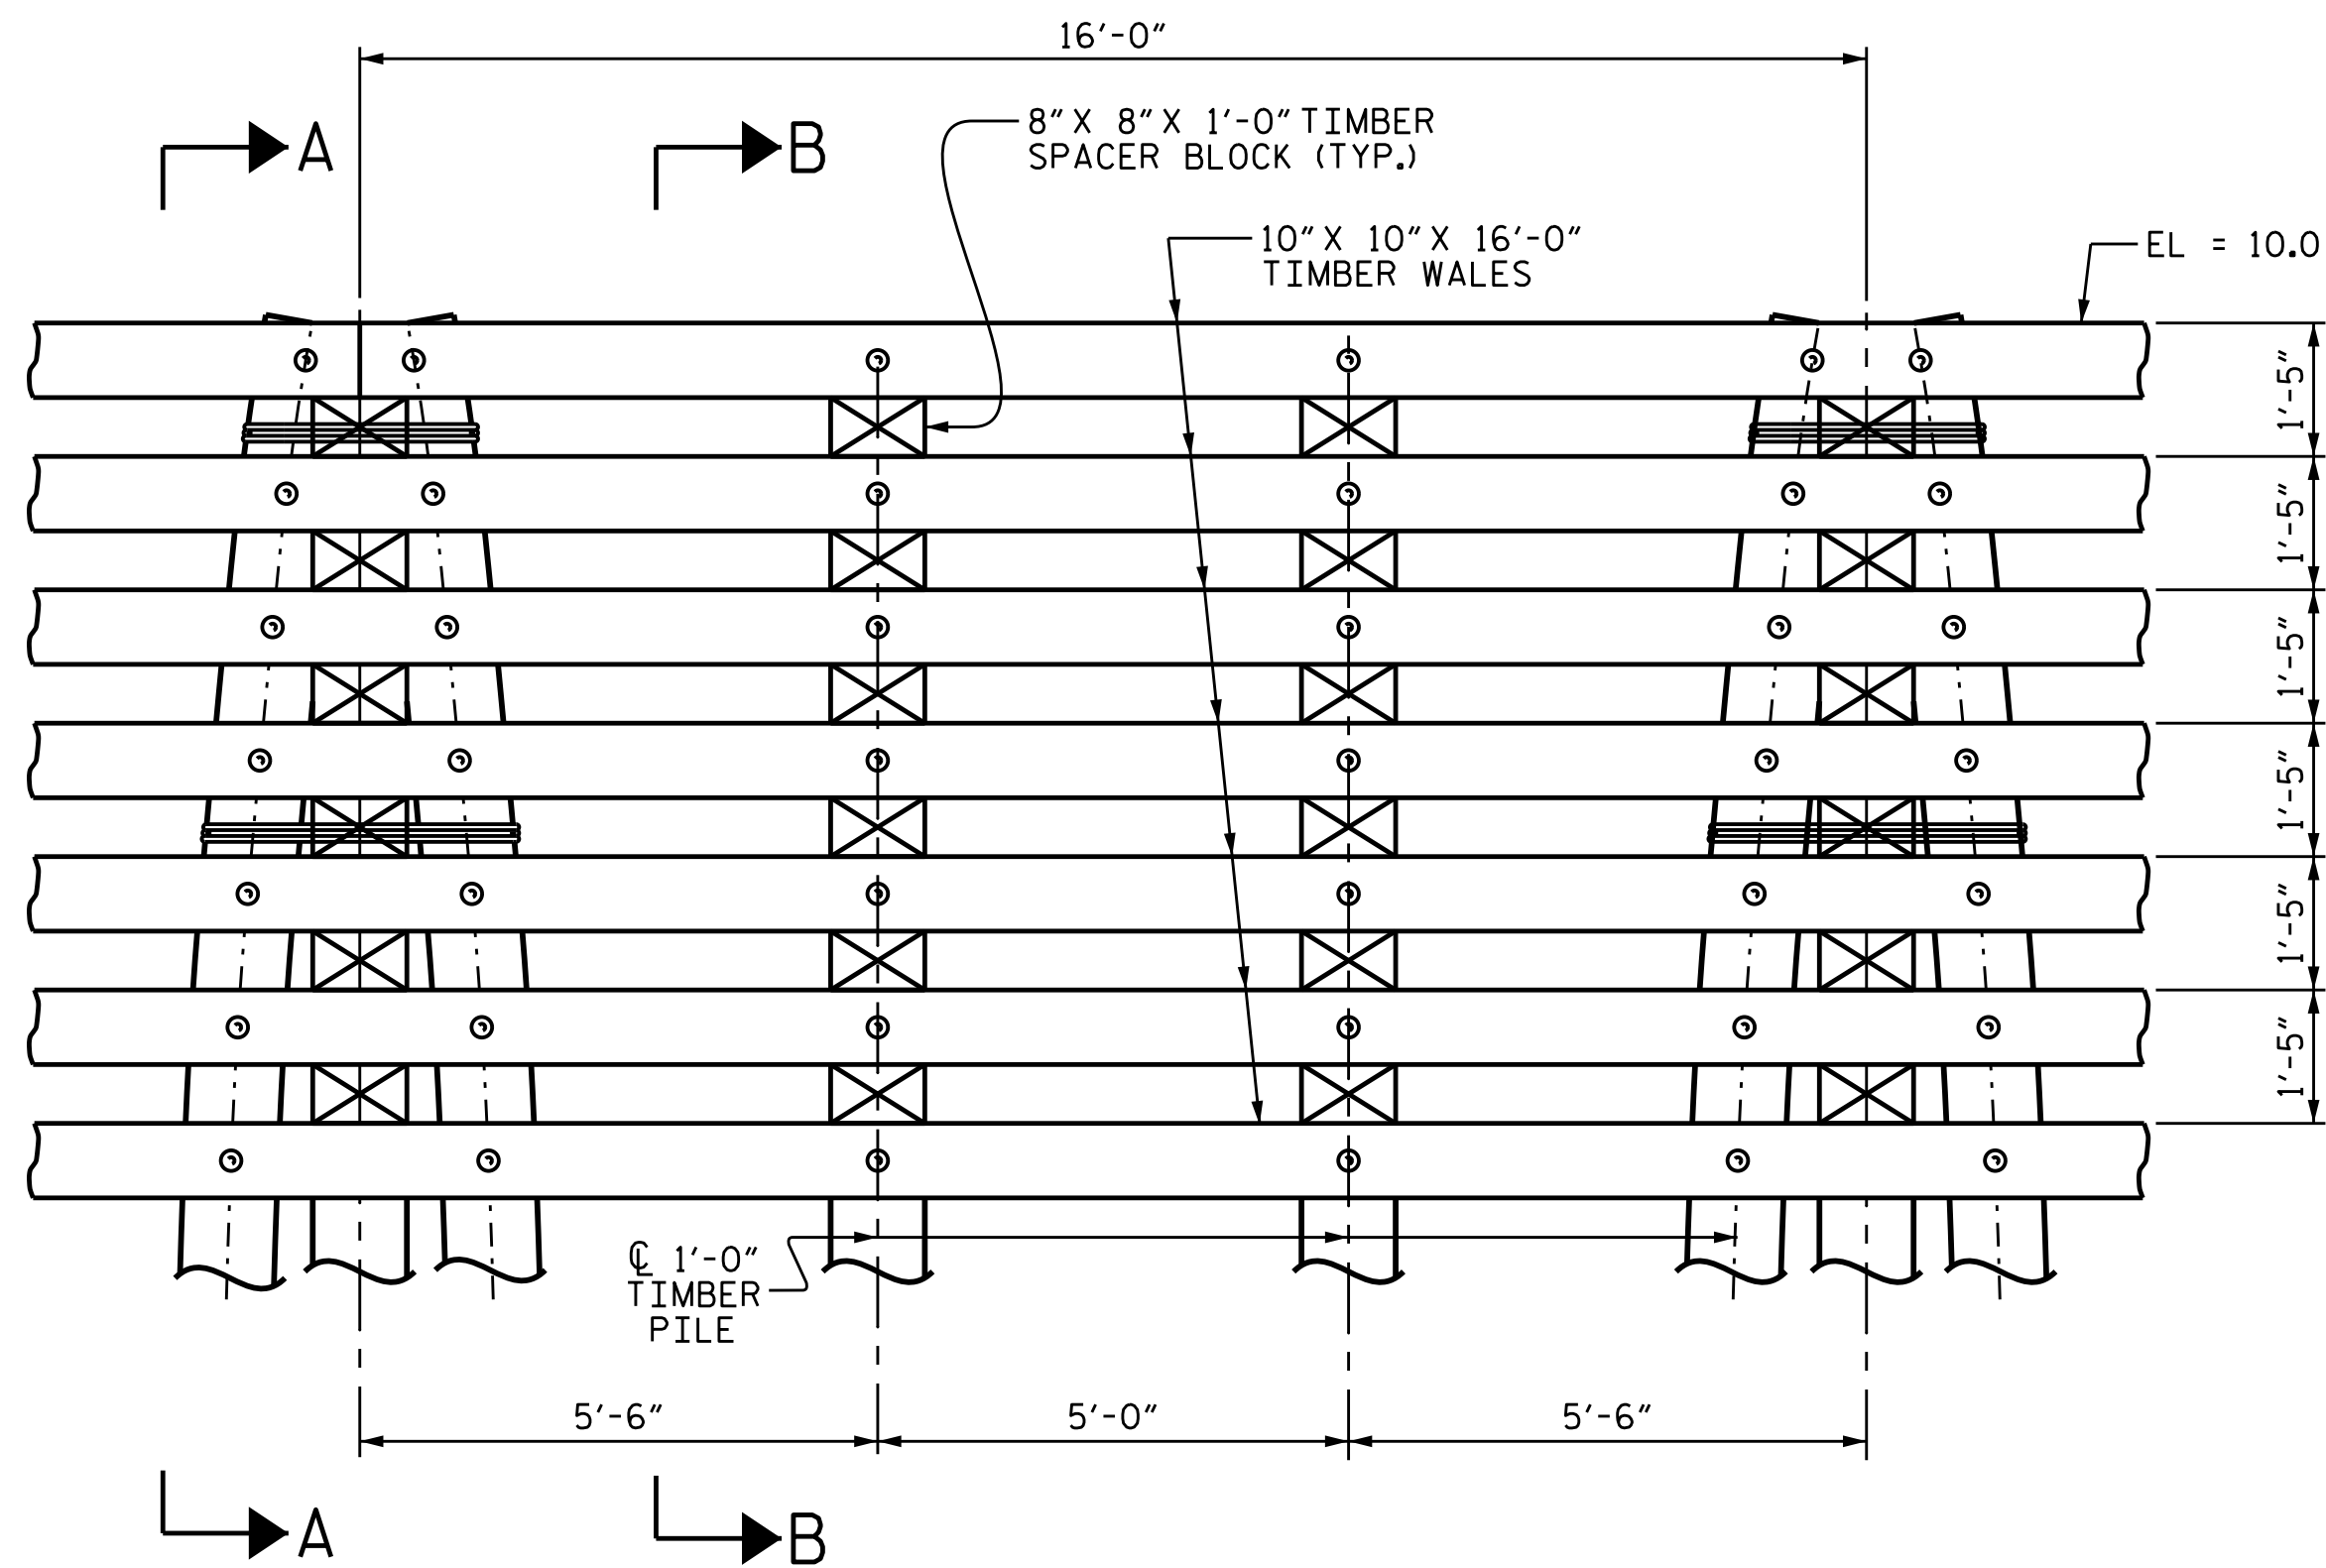 16'-0"
A
B
8" X 8" X 1'-0" TIMBER
SPACER BLOCK (TYP.)
10" X 10" X 16'-0"
TIMBER WALES
EL = 10.0
1'-5"
1'-5"
1'-5"
1'-5"
1'-5"
1'-5"
℄ 1'-0"
TIMBER
PILE
5'-6"
5'-0"
5'-6"
A
B